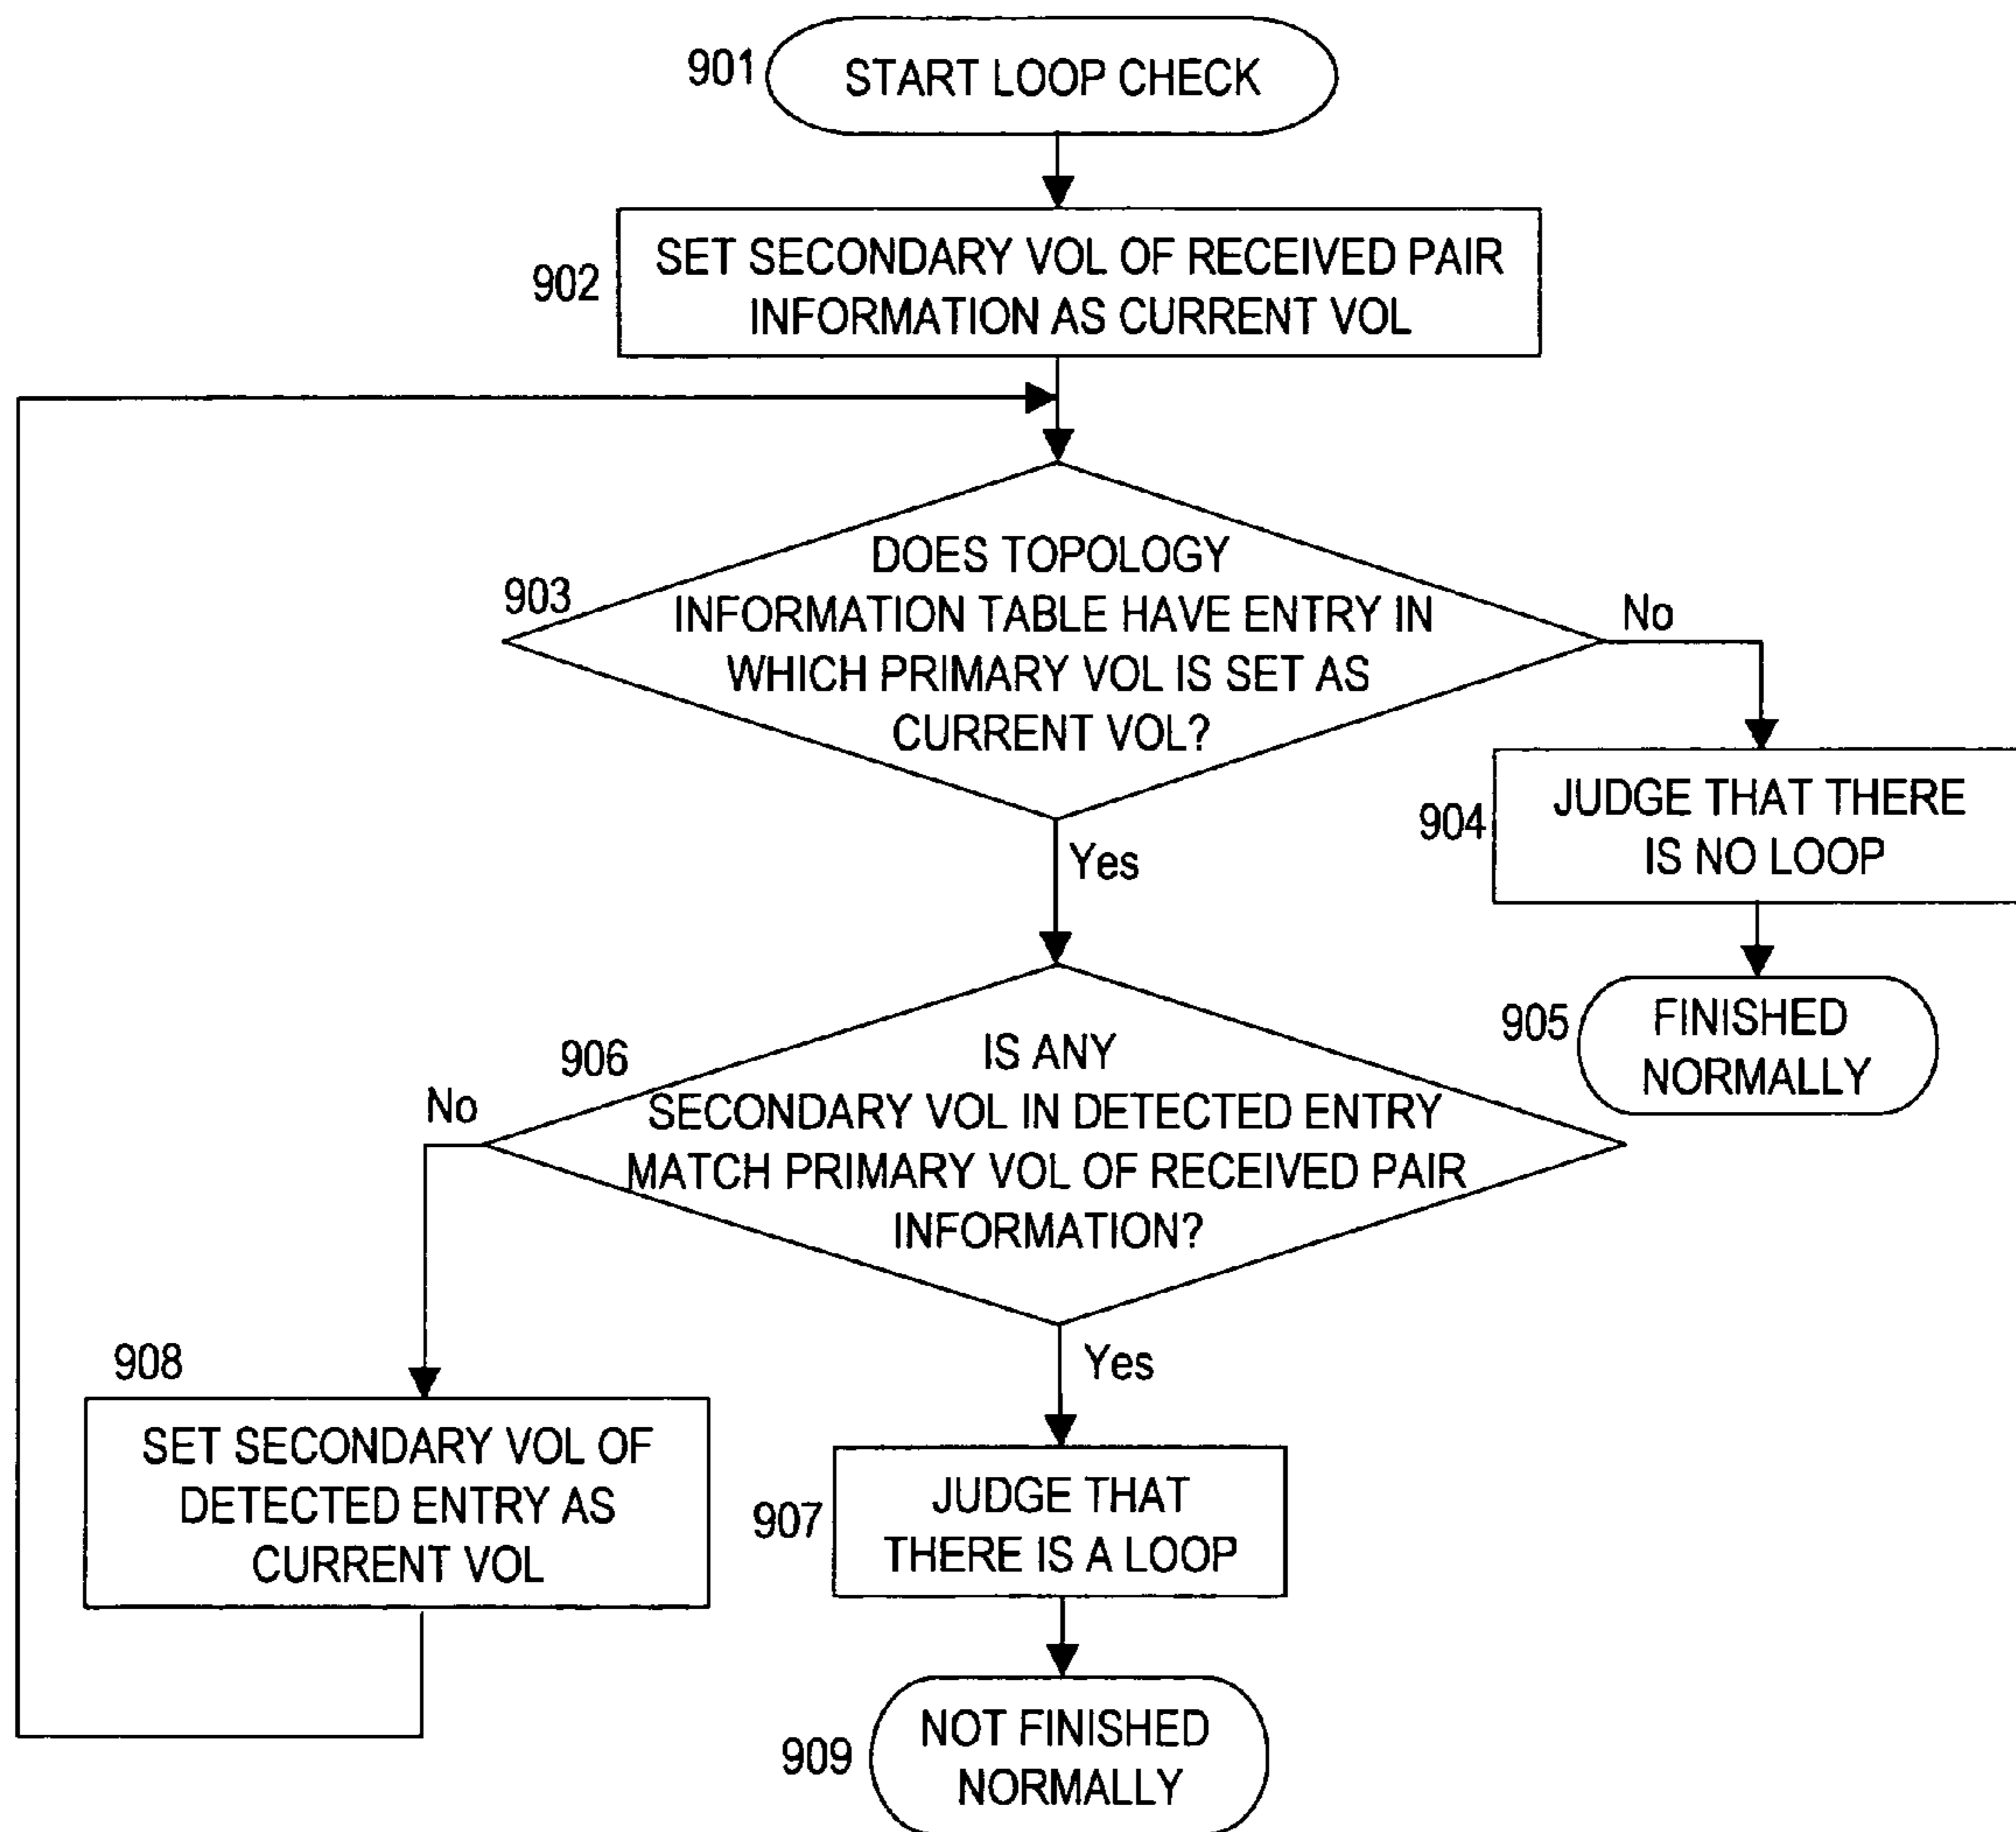 901
START LOOP CHECK
902
SET SECONDARY VOL OF RECEIVED PAIR
INFORMATION AS CURRENT VOL
903
DOES TOPOLOGY
INFORMATION TABLE HAVE ENTRY IN
WHICH PRIMARY VOL IS SET AS
CURRENT VOL?
No
Yes
904
JUDGE THAT THERE
IS NO LOOP
905
FINISHED
NORMALLY
906
IS ANY
SECONDARY VOL IN DETECTED ENTRY
MATCH PRIMARY VOL OF RECEIVED PAIR
INFORMATION?
No
Yes
908
SET SECONDARY VOL OF
DETECTED ENTRY AS
CURRENT VOL
907
JUDGE THAT
THERE IS A LOOP
909
NOT FINISHED
NORMALLY